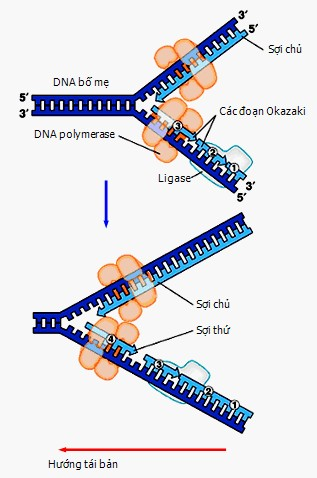 3′
5′
Sợi chủ
DNA bố mẹ
5′
3′
Các đoạn Okazaki
DNA polymerase
3
2
1
Ligase
3′
5′
Sợi chủ
Sợi thứ
4
3
2
1
Hướng tái bản